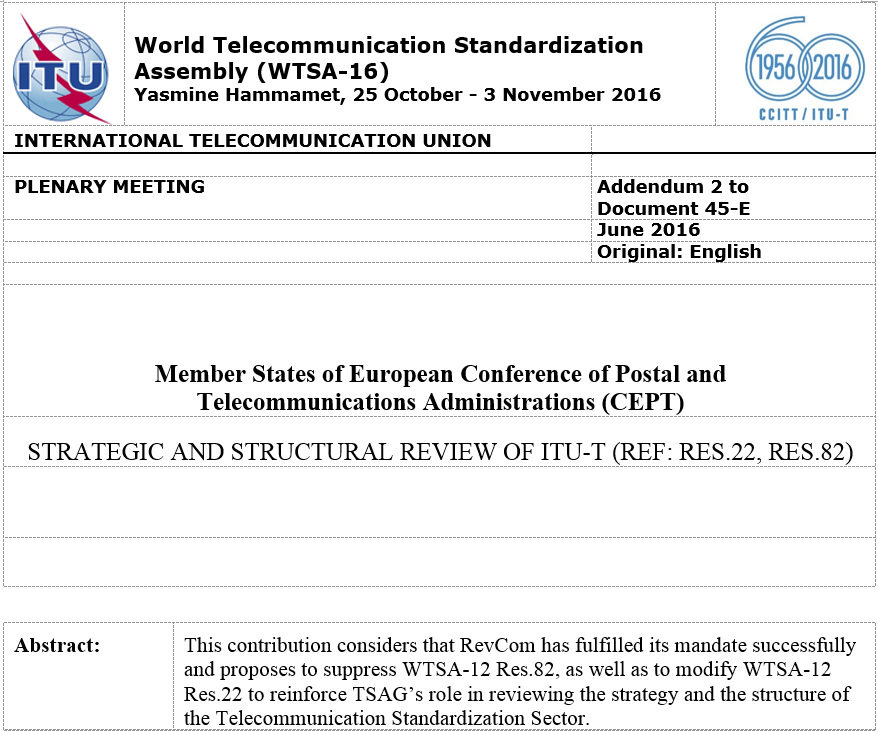 ITU
World Telecommunication Standardization
Assembly (WTSA-16)
Yasmine Hammamet, 25 October - 3 November 2016
60
1956 2016
CCITT/ITU-T
INTERNATIONAL TELECOMMUNICATION UNION
PLENARY MEETING
Addendum 2 to
Document 45-E
June 2016
Original: English
Member States of European Conference of Postal and
Telecommunications Administrations (CEPT)
STRATEGIC AND STRUCTURAL REVIEW OF ITU-T (REF: RES.22, RES.82)
Abstract:
This contribution considers that RevCom has fulfilled its mandate successfully
and proposes to suppress WTSA-12 Res.82, as well as to modify WTSA-12
Res.22 to reinforce TSAG’s role in reviewing the strategy and the structure of
the Telecommunication Standardization Sector.